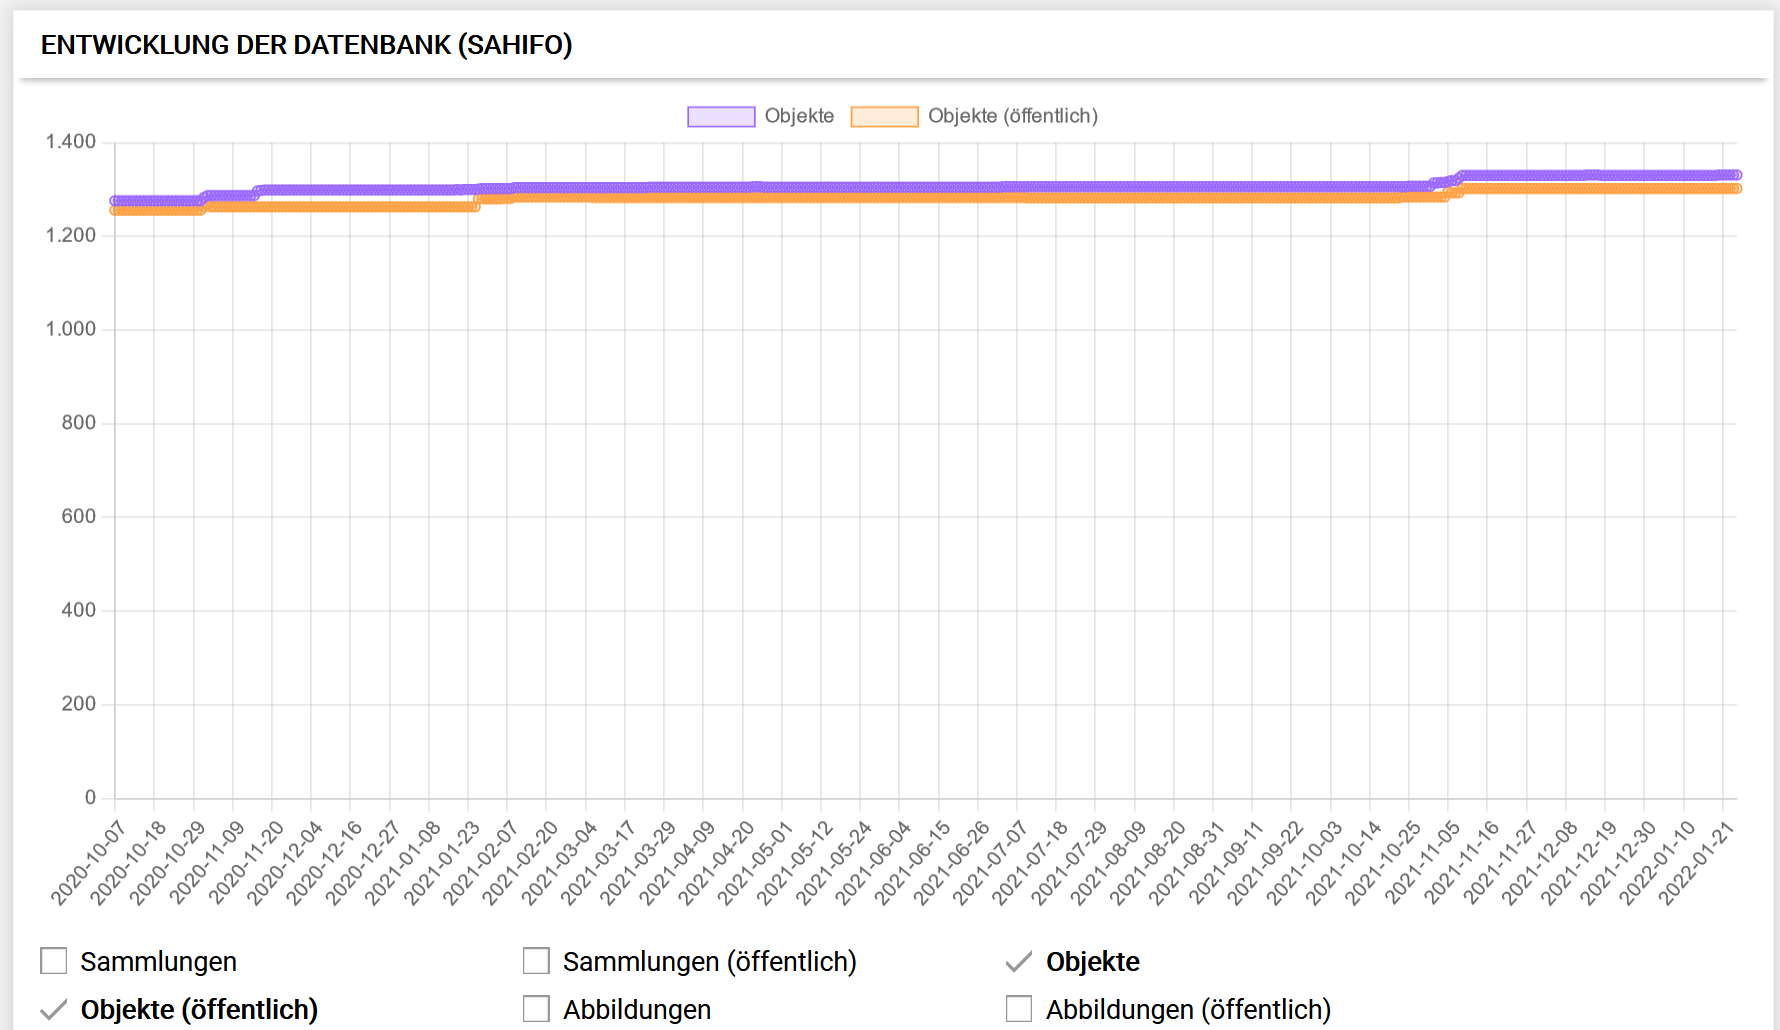 ENTWICKLUNG DER DATENBANK (SAHIFO)
Objekte Objekte (öffentlich)
1.400
1.200
1.000
800
600
400
200
0
2020-10-07 2020-10-18 2020-10-29 2020-11-09 2020-11-20 2020-12-04 2020-12-16 2020-12-27 2021-01-08 2021-01-23 2021-02-07 2021-02-20 2021-03-04 2021-03-17 2021-03-29 2021-04-09 2021-04-20 2021-05-01 2021-05-12 2021-05-24 2021-06-04 2021-06-15 2021-06-26 2021-07-07 2021-07-18 2021-07-29 2021-08-09 2021-08-20 2021-08-31 2021-09-11 2021-09-22 2021-10-03 2021-10-14 2021-10-25 2021-11-05 2021-11-16 2021-11-27 2021-12-08 2021-12-19 2021-12-30 2022-01-10 2022-01-21
Sammlungen Sammlungen (öffentlich) Objekte
Objekte (öffentlich) Abbildungen Abbildungen (öffentlich)